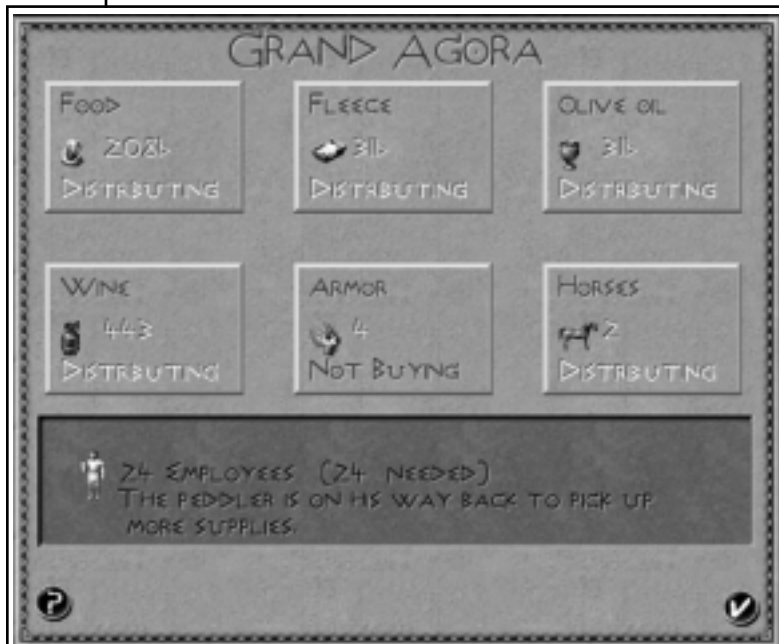 GRAND AGORA
FOOD
2086
DISTRIBUTING
FLEECE
316
DISTRIBUTING
OLIVE OIL
316
DISTRIBUTING
WINE
443
DISTRIBUTING
ARMOR
4
NOT BUYING
HORSES
2
DISTRIBUTING
24 EMPLOYEES (24 NEEDED)
THE PEDDLER IS ON HIS WAY BACK TO PICK UP
MORE SUPPLIES.
?